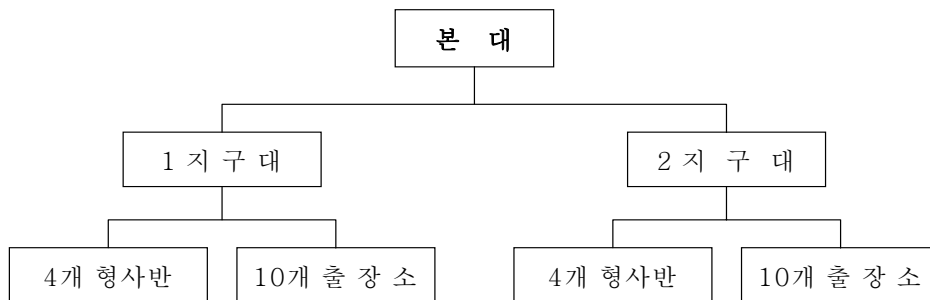 본 대
1 지 구 대
2 지 구 대
4개 형사반
10개 출 장 소
4개 형사반
10개 출 장 소